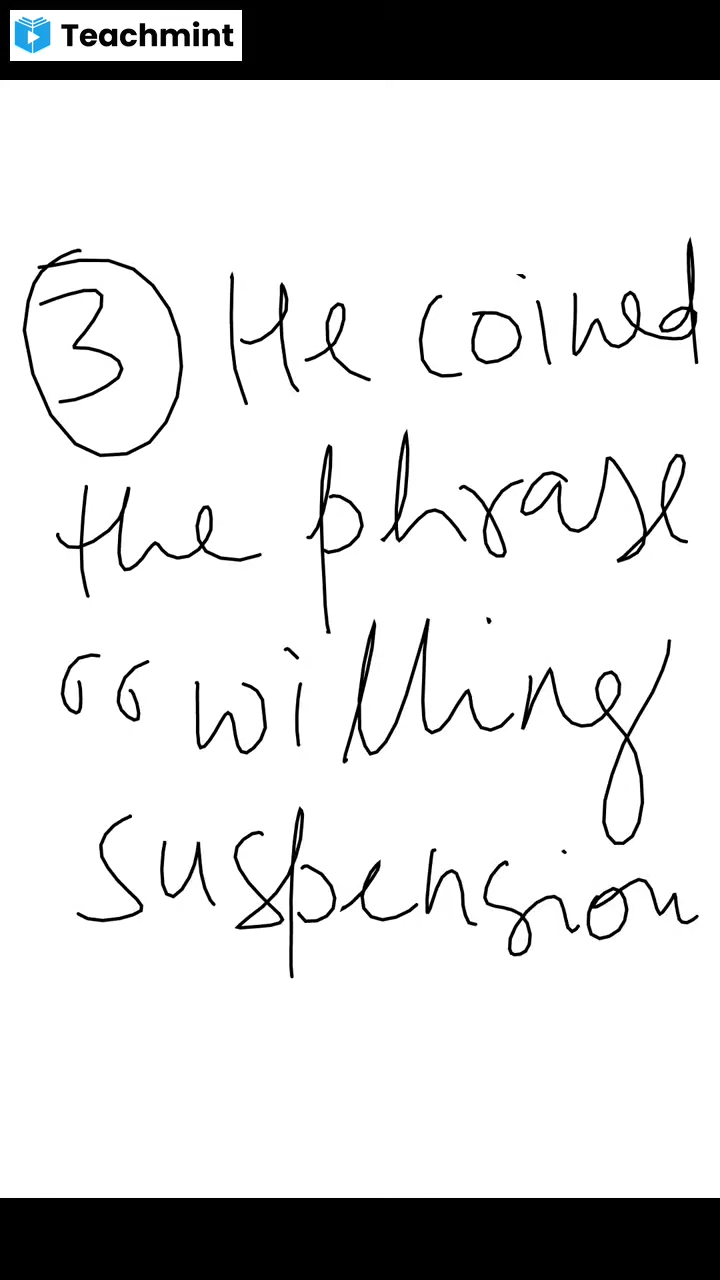 Teachmint
3 He coined
the phrase
“willing
suspension